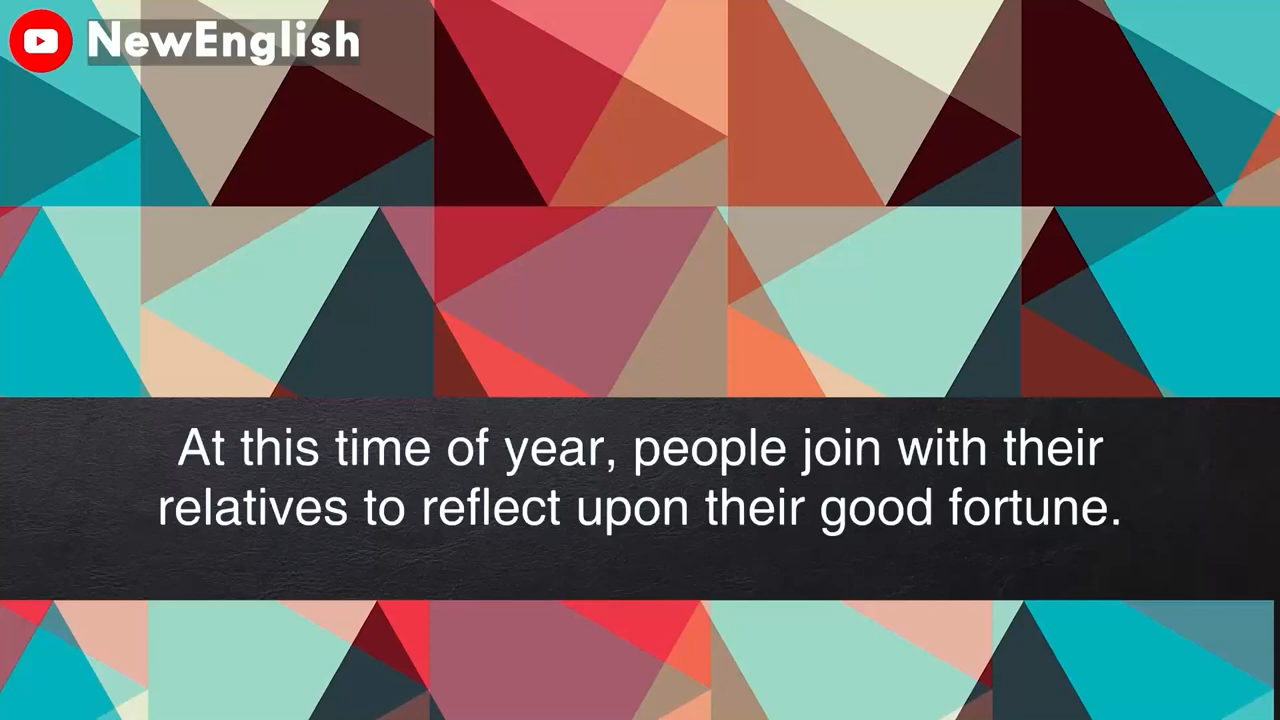 NewEnglish
At this time of year, people join with their
relatives to reflect upon their good fortune.